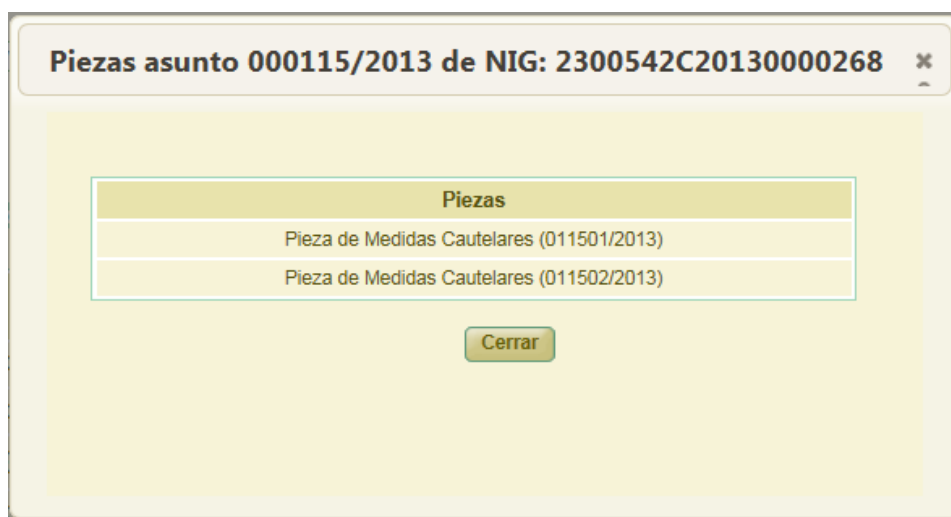 Piezas asunto 000115/2013 de NIG: 2300542C20130000268
Piezas
Pieza de Medidas Cautelares (011501/2013)
Pieza de Medidas Cautelares (011502/2013)
Cerrar